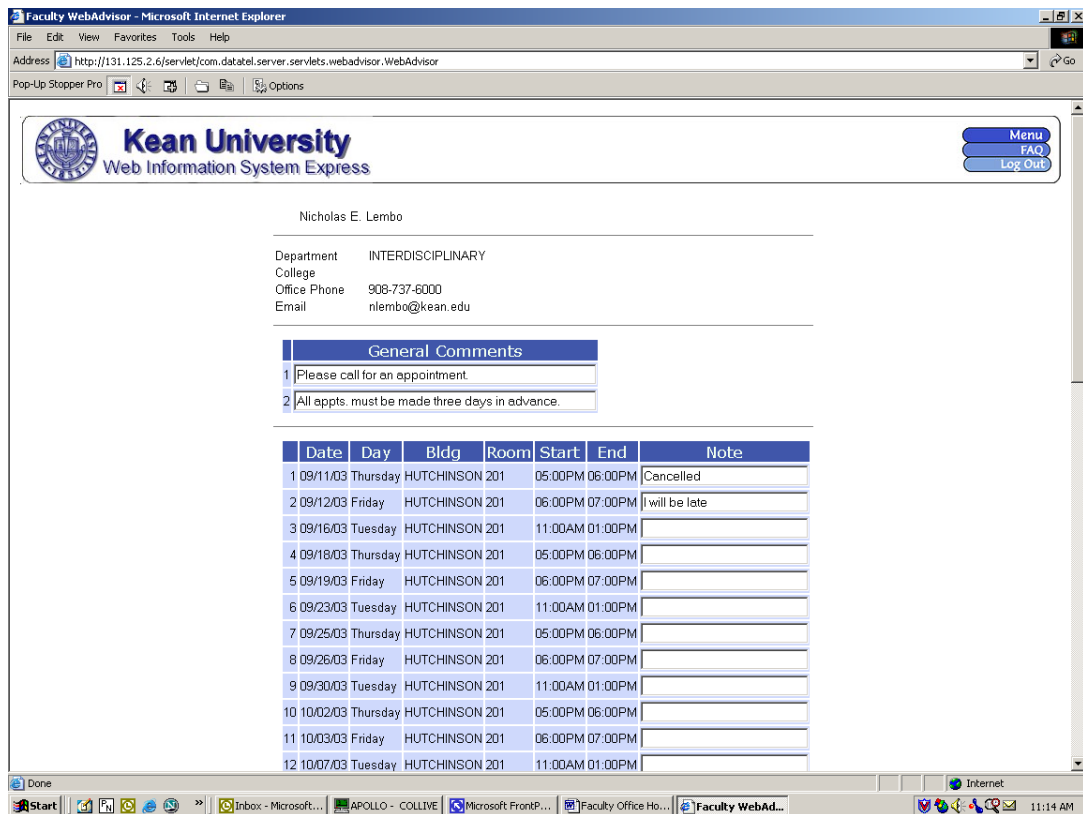 Faculty WebAdvisor - Microsoft Internet Explorer
File Edit View Favorites Tools Help
Address http://131.125.2.6/servlet/com.datatel.server.servlets.webadvisor.WebAdvisor Go
Pop-Up Stopper Pro Options
Kean University
Web Information System Express
Menu
FAQ
Log Out
Nicholas E. Lembo
Department INTERDISCIPLINARY
College
Office Phone 908-737-6000
Email nlembo@kean.edu
General Comments
1 Please call for an appointment.
2 All appts. must be made three days in advance.
Date Day Bldg Room Start End Note
1 09/11/03 Thursday HUTCHINSON 201 05:00PM 06:00PM Cancelled
2 09/12/03 Friday HUTCHINSON 201 06:00PM 07:00PM I will be late
3 09/16/03 Tuesday HUTCHINSON 201 11:00AM 01:00PM
4 09/18/03 Thursday HUTCHINSON 201 05:00PM 06:00PM
5 09/19/03 Friday HUTCHINSON 201 06:00PM 07:00PM
6 09/23/03 Tuesday HUTCHINSON 201 11:00AM 01:00PM
7 09/25/03 Thursday HUTCHINSON 201 05:00PM 06:00PM
8 09/26/03 Friday HUTCHINSON 201 06:00PM 07:00PM
9 09/30/03 Tuesday HUTCHINSON 201 11:00AM 01:00PM
10 10/02/03 Thursday HUTCHINSON 201 05:00PM 06:00PM
11 10/03/03 Friday HUTCHINSON 201 06:00PM 07:00PM
12 10/07/03 Tuesday HUTCHINSON 201 11:00AM 01:00PM
Done Internet
Start » Inbox - Microsoft... APOLLO - COLLIVE Microsoft FrontP... Faculty Office Ho... Faculty WebAd... 11:14 AM